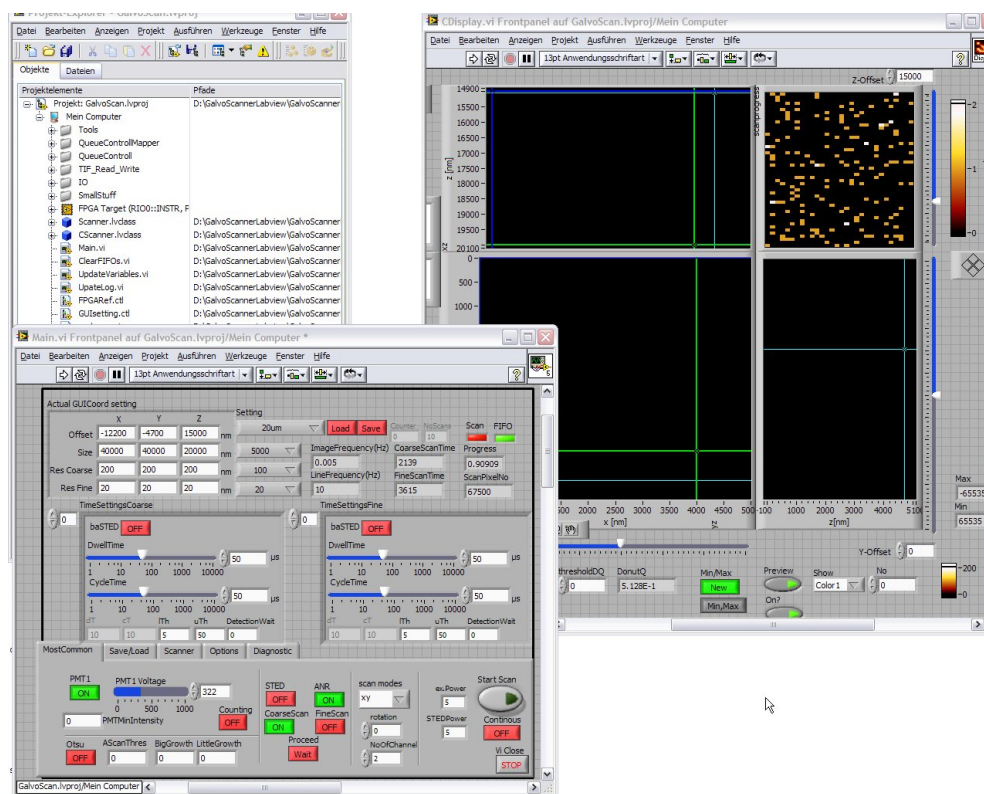 Projekt-Explorer - GalvoScan.lvproj
Datei Bearbeiten Anzeigen Projekt Ausführen Werkzeuge Fenster Hilfe
Objekte Dateien
Projektelemente Pfade
Projekt: GalvoScan.lvproj D:\GalvoScannerLabview\GalvoScanner
Mein Computer
Tools
QueueControllMapper
QueueControll
TIF_Read_Write
IO
SmallStuff
FPGA Target (RIO0::INSTR, F
Scanner.lvclass D:\GalvoScannerLabview\GalvoScanner
CScanner.lvclass D:\GalvoScannerLabview\GalvoScanner
Main.vi D:\GalvoScannerLabview\GalvoScanner
ClearFIFOs.vi D:\GalvoScannerLabview\GalvoScanner
UpdateVariables.vi D:\GalvoScannerLabview\GalvoScanner
UpateLog.vi D:\GalvoScannerLabview\GalvoScanner
FPGARef.ctl D:\GalvoScannerLabview\GalvoScanner
GUIsetting.ctl D:\GalvoScannerLabview\GalvoScanner
CDisplay.vi Frontpanel auf GalvoScan.lvproj/Mein Computer
Datei Bearbeiten Anzeigen Projekt Ausführen Werkzeuge Fenster Hilfe
13pt Anwendungsschriftart
Z-Offset 15000
14900
15500
16000
16500
17000
17500
18000
18500
19000
19500
20100
z [nm]
xz
scanprogress
-2
-1
-0
0
500
1000
500 2000 2500 3000 3500 4000 4500 500
x [nm]
-100 1000 2000 3000 4000 510
z[nm]
Max
-65535
Min
65535
Y-Offset 0
thresholdDQ DonutQ Min/Max Preview Show No
0 5.128E-1 New Color1 0
On?
Min,Max
-200
-0
Main.vi Frontpanel auf GalvoScan.lvproj/Mein Computer *
Datei Bearbeiten Anzeigen Projekt Ausführen Werkzeuge Fenster Hilfe
13pt Anwendungsschriftart
Actual GUICoord setting
X Y Z Setting
Offset -12200 -4700 15000 nm 20um Load Save Counter NoScans Scan FIFO
0 10
Size 40000 40000 20000 nm 5000 ImageFrequency(Hz) CoarseScanTime Progress
0.005 2139 0.90909
Res Coarse 200 200 200 nm 100 LineFrequency(Hz) FineScanTime ScanPixelNo
Res Fine 20 20 20 nm 20 10 3615 67500
TimeSettingsCoarse TimeSettingsFine
0 baSTED OFF 0 baSTED OFF
DwellTime DwellTime
50 µs 50 µs
1 10 100 1000 10000 1 10 100 1000 10000
CycleTime CycleTime
50 µs 50 µs
1 10 100 1000 10000 1 10 100 1000 10000
dT cT lTh uTh DetectionWait dT cT lTh uTh DetectionWait
10 10 5 50 0 10 10 5 50 0
MostCommon Save/Load Scanner Options Diagnostic
PMT1 PMT1 Voltage STED ANR scan modes ex.Power Start Scan
ON 322 OFF ON xy 5
0 500 1000 Counting CoarseScan FineScan rotation STEDPower Continous
0 PMTMinIntensity OFF ON OFF 0 5 OFF
Otsu AScanThres BigGrowth LittleGrowth Proceed NoOfChannel Vi Close
OFF 0 0 0 Wait 2 STOP
GalvoScan.lvproj/Mein Computer